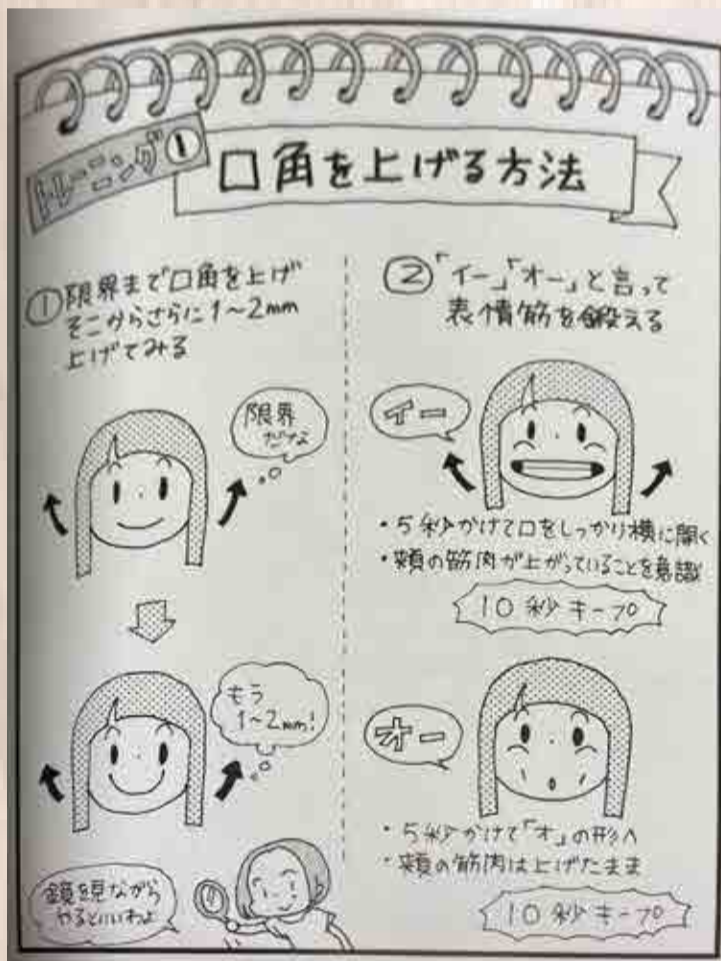 トレーニング①
口角を上げる方法
①限界まで口角を上げ
そこからさらに1～2mm
上げてみる
限界
だな
もう
1～2mm!
鏡を見ながら
やるといいわよ
②「イー」「オー」と言って
表情筋を鍛える
イー
・5秒かけて口をしっかり横に開く
・頬の筋肉が上がっていることを意識
10秒キープ
オー
・5秒かけて「オ」の形へ
・頬の筋肉は上げたまま
10秒キープ